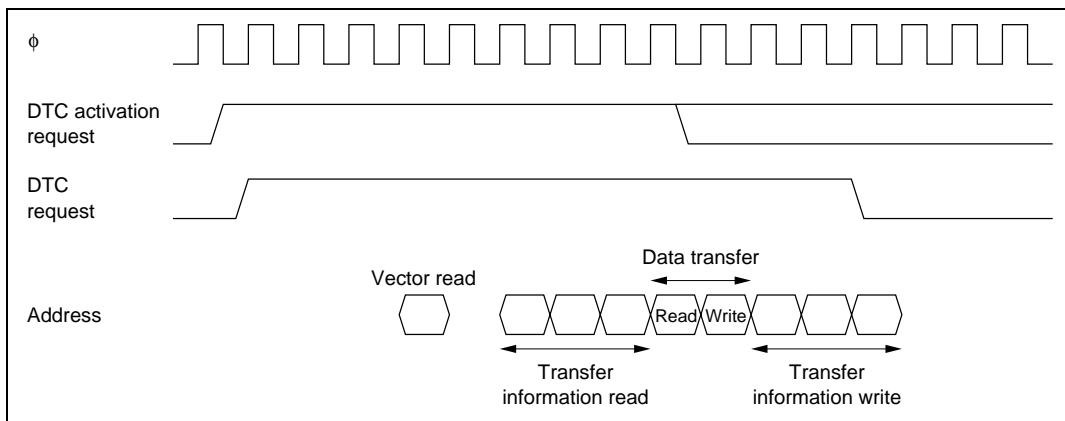 ϕ
DTC activation
request
DTC
request
Data transfer
Vector read
Address
Read
Write
Transfer
information read
Transfer
information write